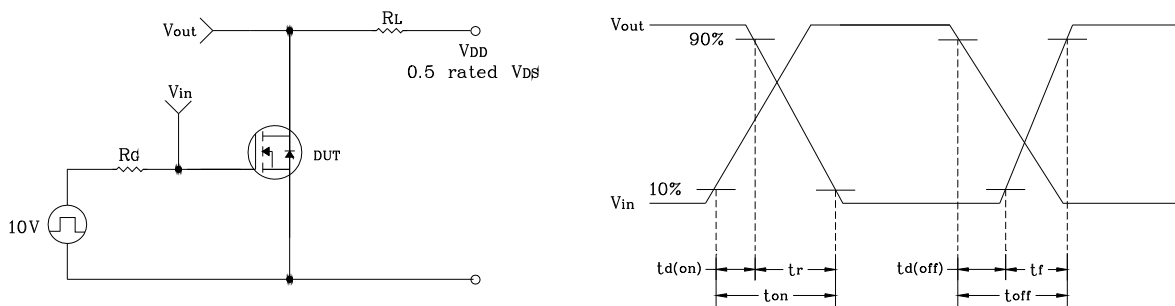 Vout
RL
VDD
0.5 rated VDS
Vin
RG
DUT
10V
Vout
90%
10%
Vin
td(on)
tr
ton
td(off)
tf
toff